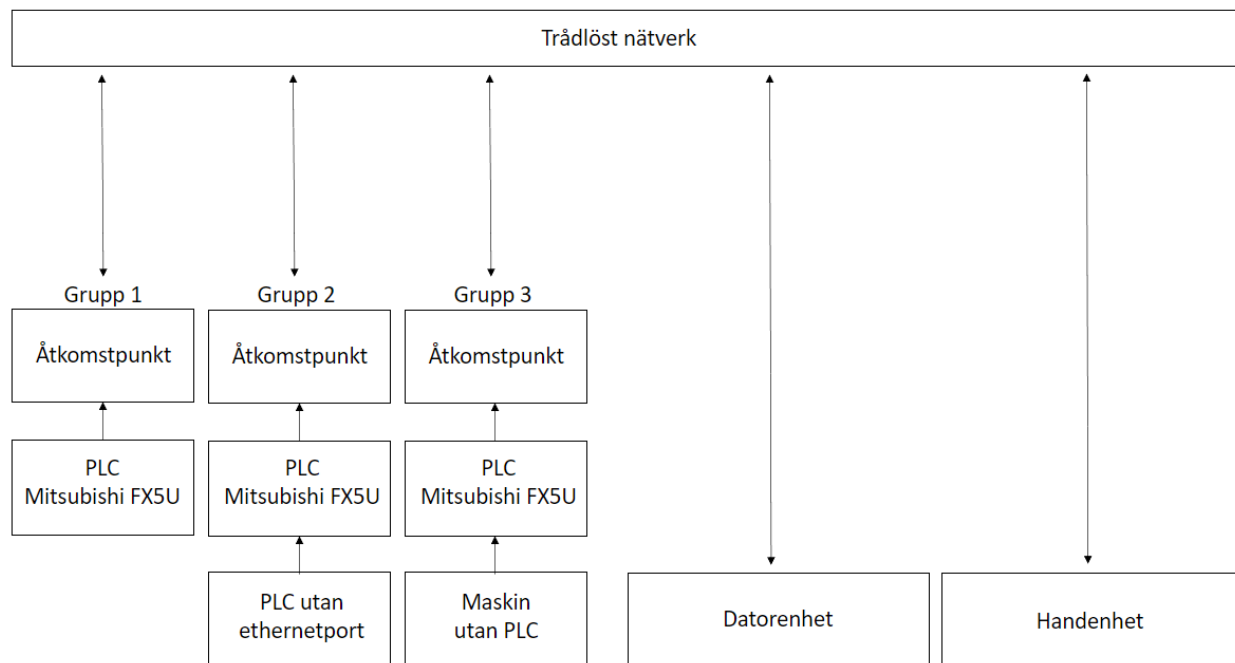 Trådlöst nätverk
Grupp 1
Grupp 2
Grupp 3
Åtkomstpunkt
Åtkomstpunkt
Åtkomstpunkt
PLC
Mitsubishi FX5U
PLC
Mitsubishi FX5U
PLC
Mitsubishi FX5U
PLC utan
ethernetport
Maskin
utan PLC
Datorenhet
Handenhet